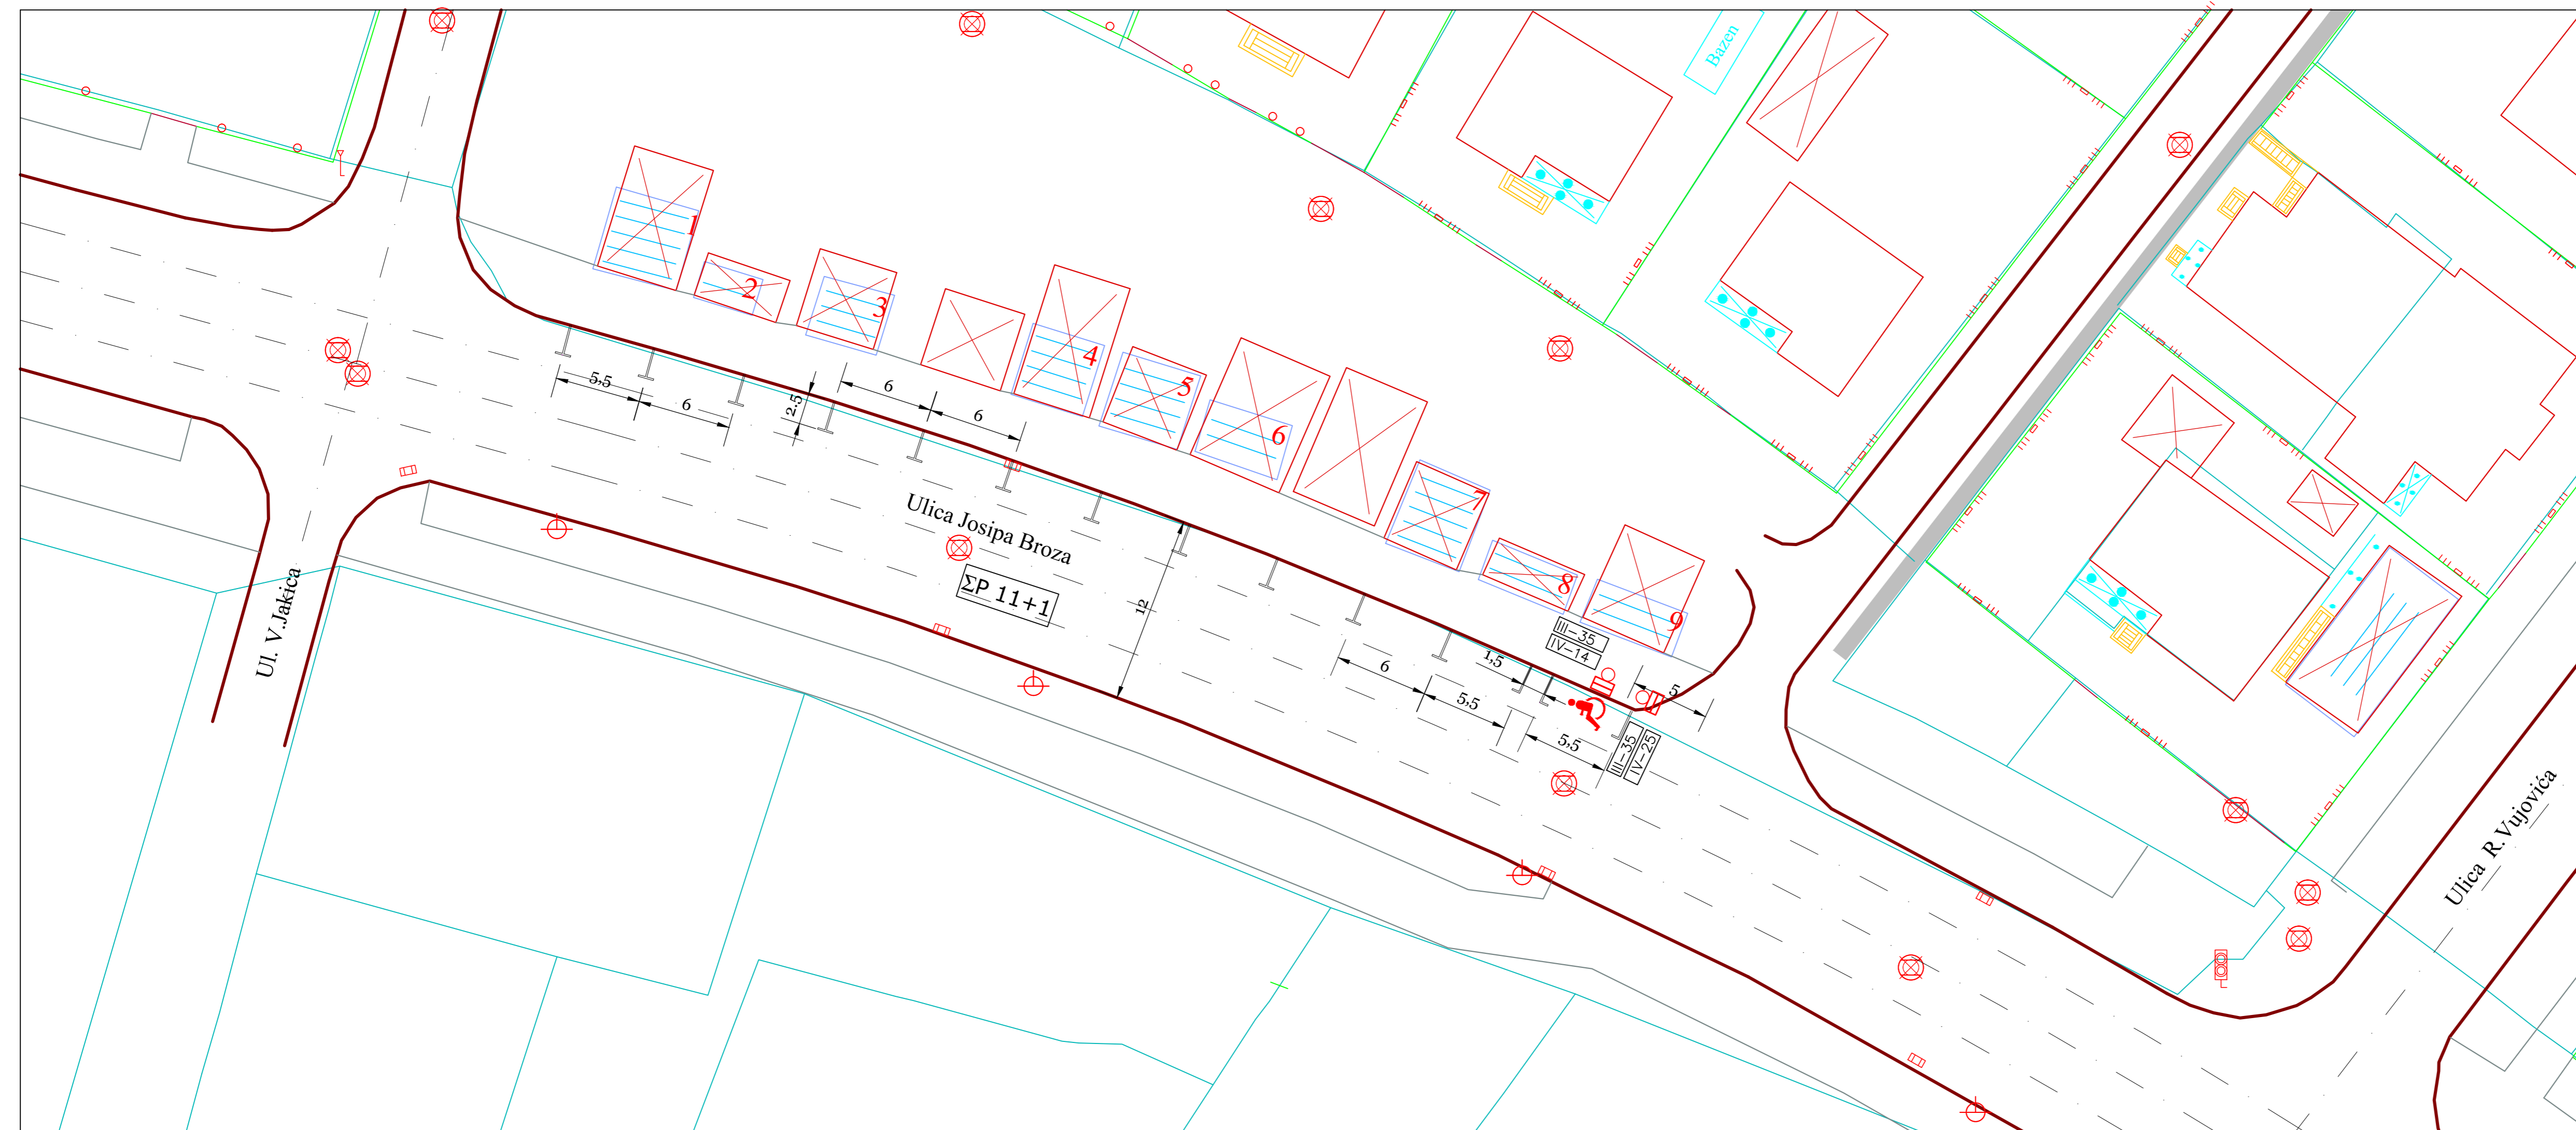 Bazen
1
2
3
4
5
6
7
8
9
5,5
6
2.5
6
6
Ulica Josipa Broza
ΣP 11+1
12
Ul. V.Jakića
III-35
IV-14
6
1,5
5,5
5
5,5
III-35
IV-25
Ulica R.Vujovića